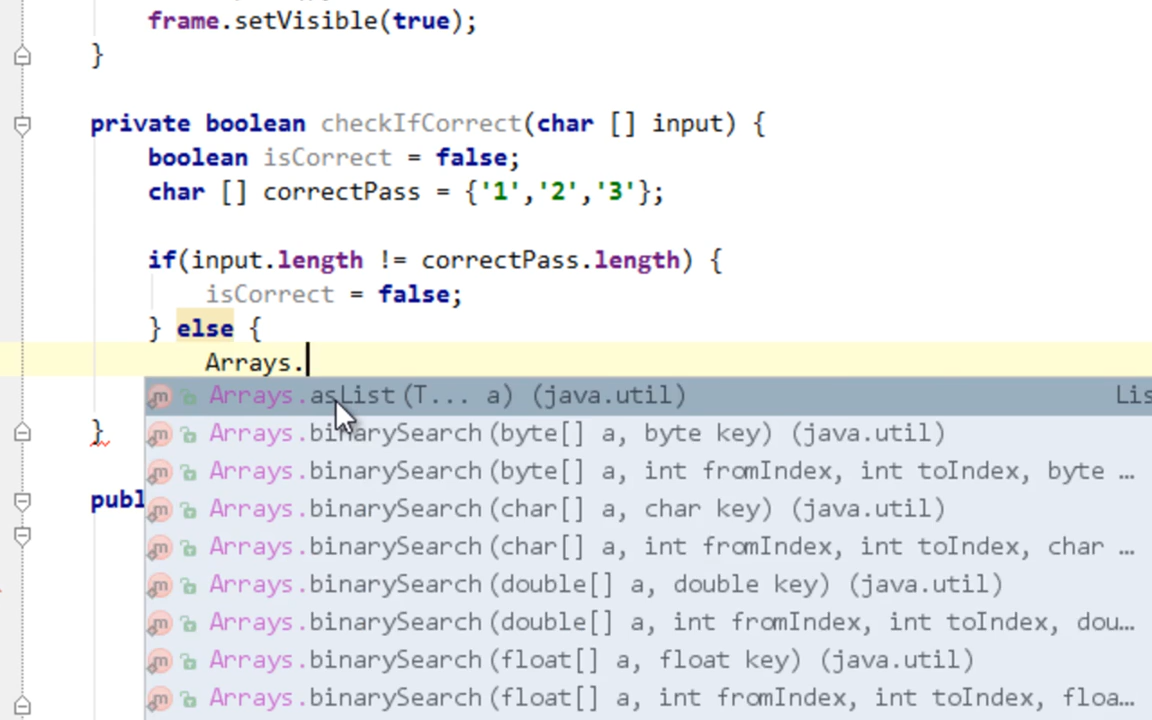 frame.setVisible(true);
}
private boolean checkIfCorrect(char [] input) {
boolean isCorrect = false;
char [] correctPass = {'1','2','3'};
if(input.length != correctPass.length) {
isCorrect = false;
} else {
Arrays.
m Arrays.asList(T... a) (java.util) Lis
m Arrays.binarySearch(byte[] a, byte key) (java.util)
m Arrays.binarySearch(byte[] a, int fromIndex, int toIndex, byte …
m Arrays.binarySearch(char[] a, char key) (java.util)
m Arrays.binarySearch(char[] a, int fromIndex, int toIndex, char …
m Arrays.binarySearch(double[] a, double key) (java.util)
m Arrays.binarySearch(double[] a, int fromIndex, int toIndex, dou…
m Arrays.binarySearch(float[] a, float key) (java.util)
m Arrays.binarySearch(float[] a, int fromIndex, int toIndex, floa…
}
publ